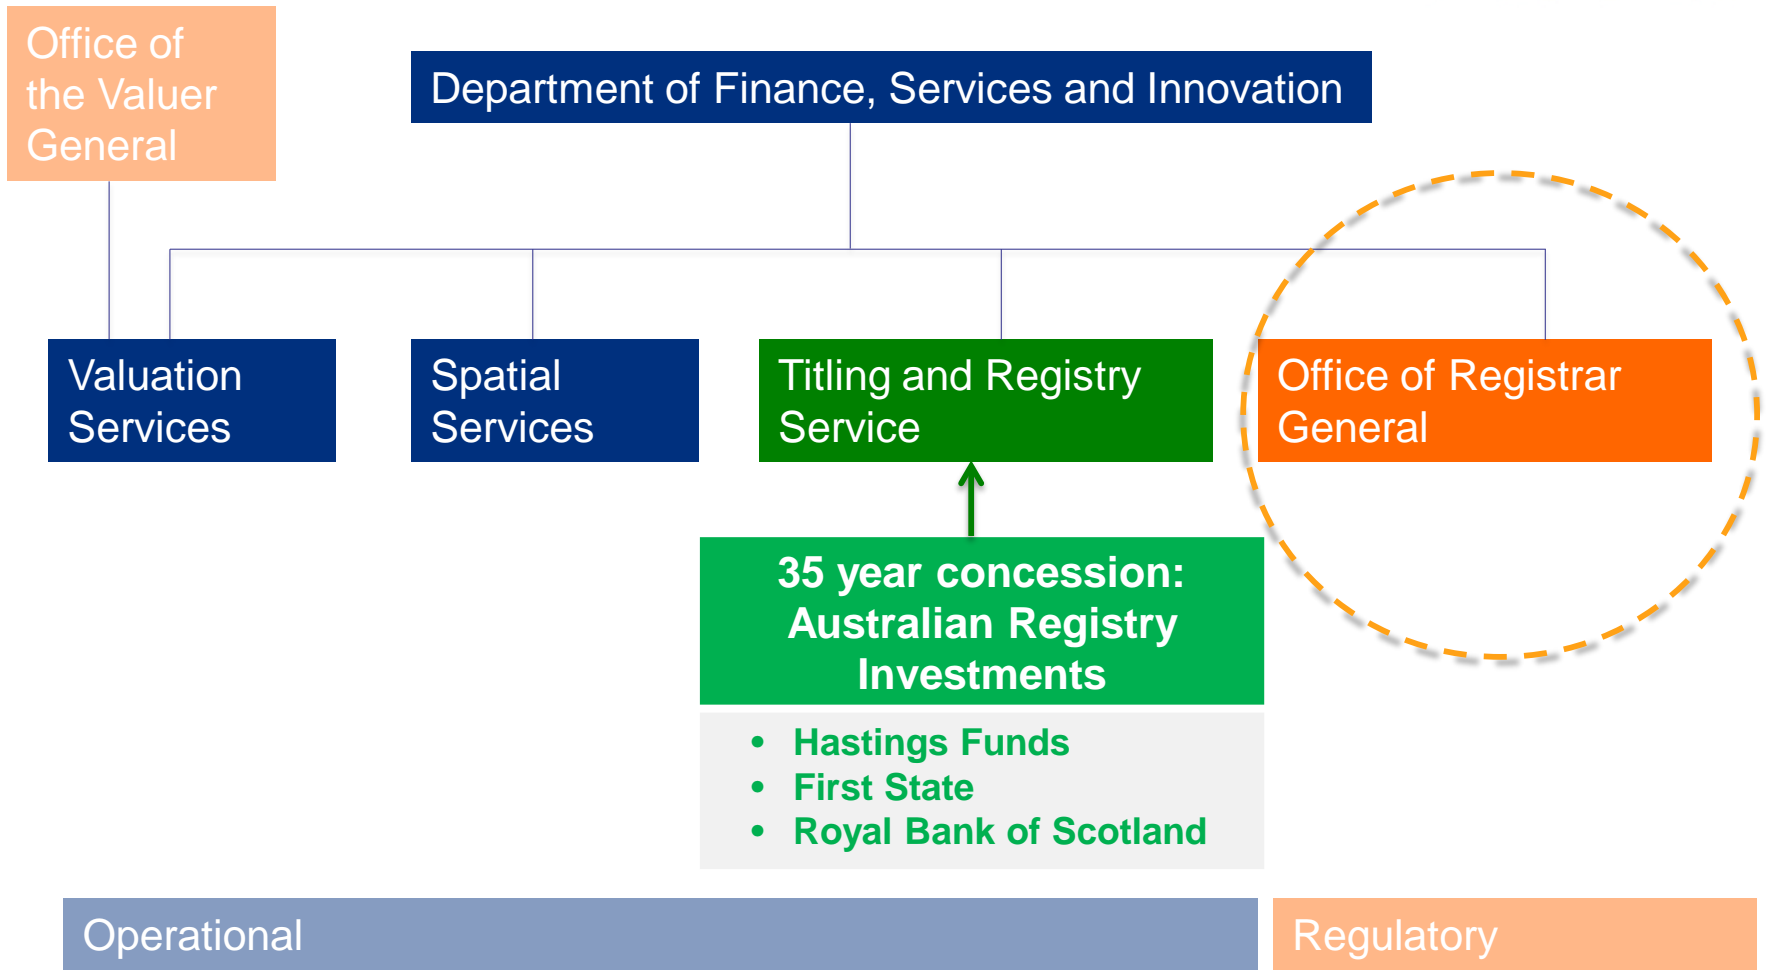 Office of
the Valuer
General
Department of Finance, Services and Innovation
Valuation
Services
Spatial
Services
Titling and Registry
Service
Office of Registrar
General
35 year concession:
Australian Registry
Investments
• Hastings Funds
• First State
• Royal Bank of Scotland
Operational
Regulatory